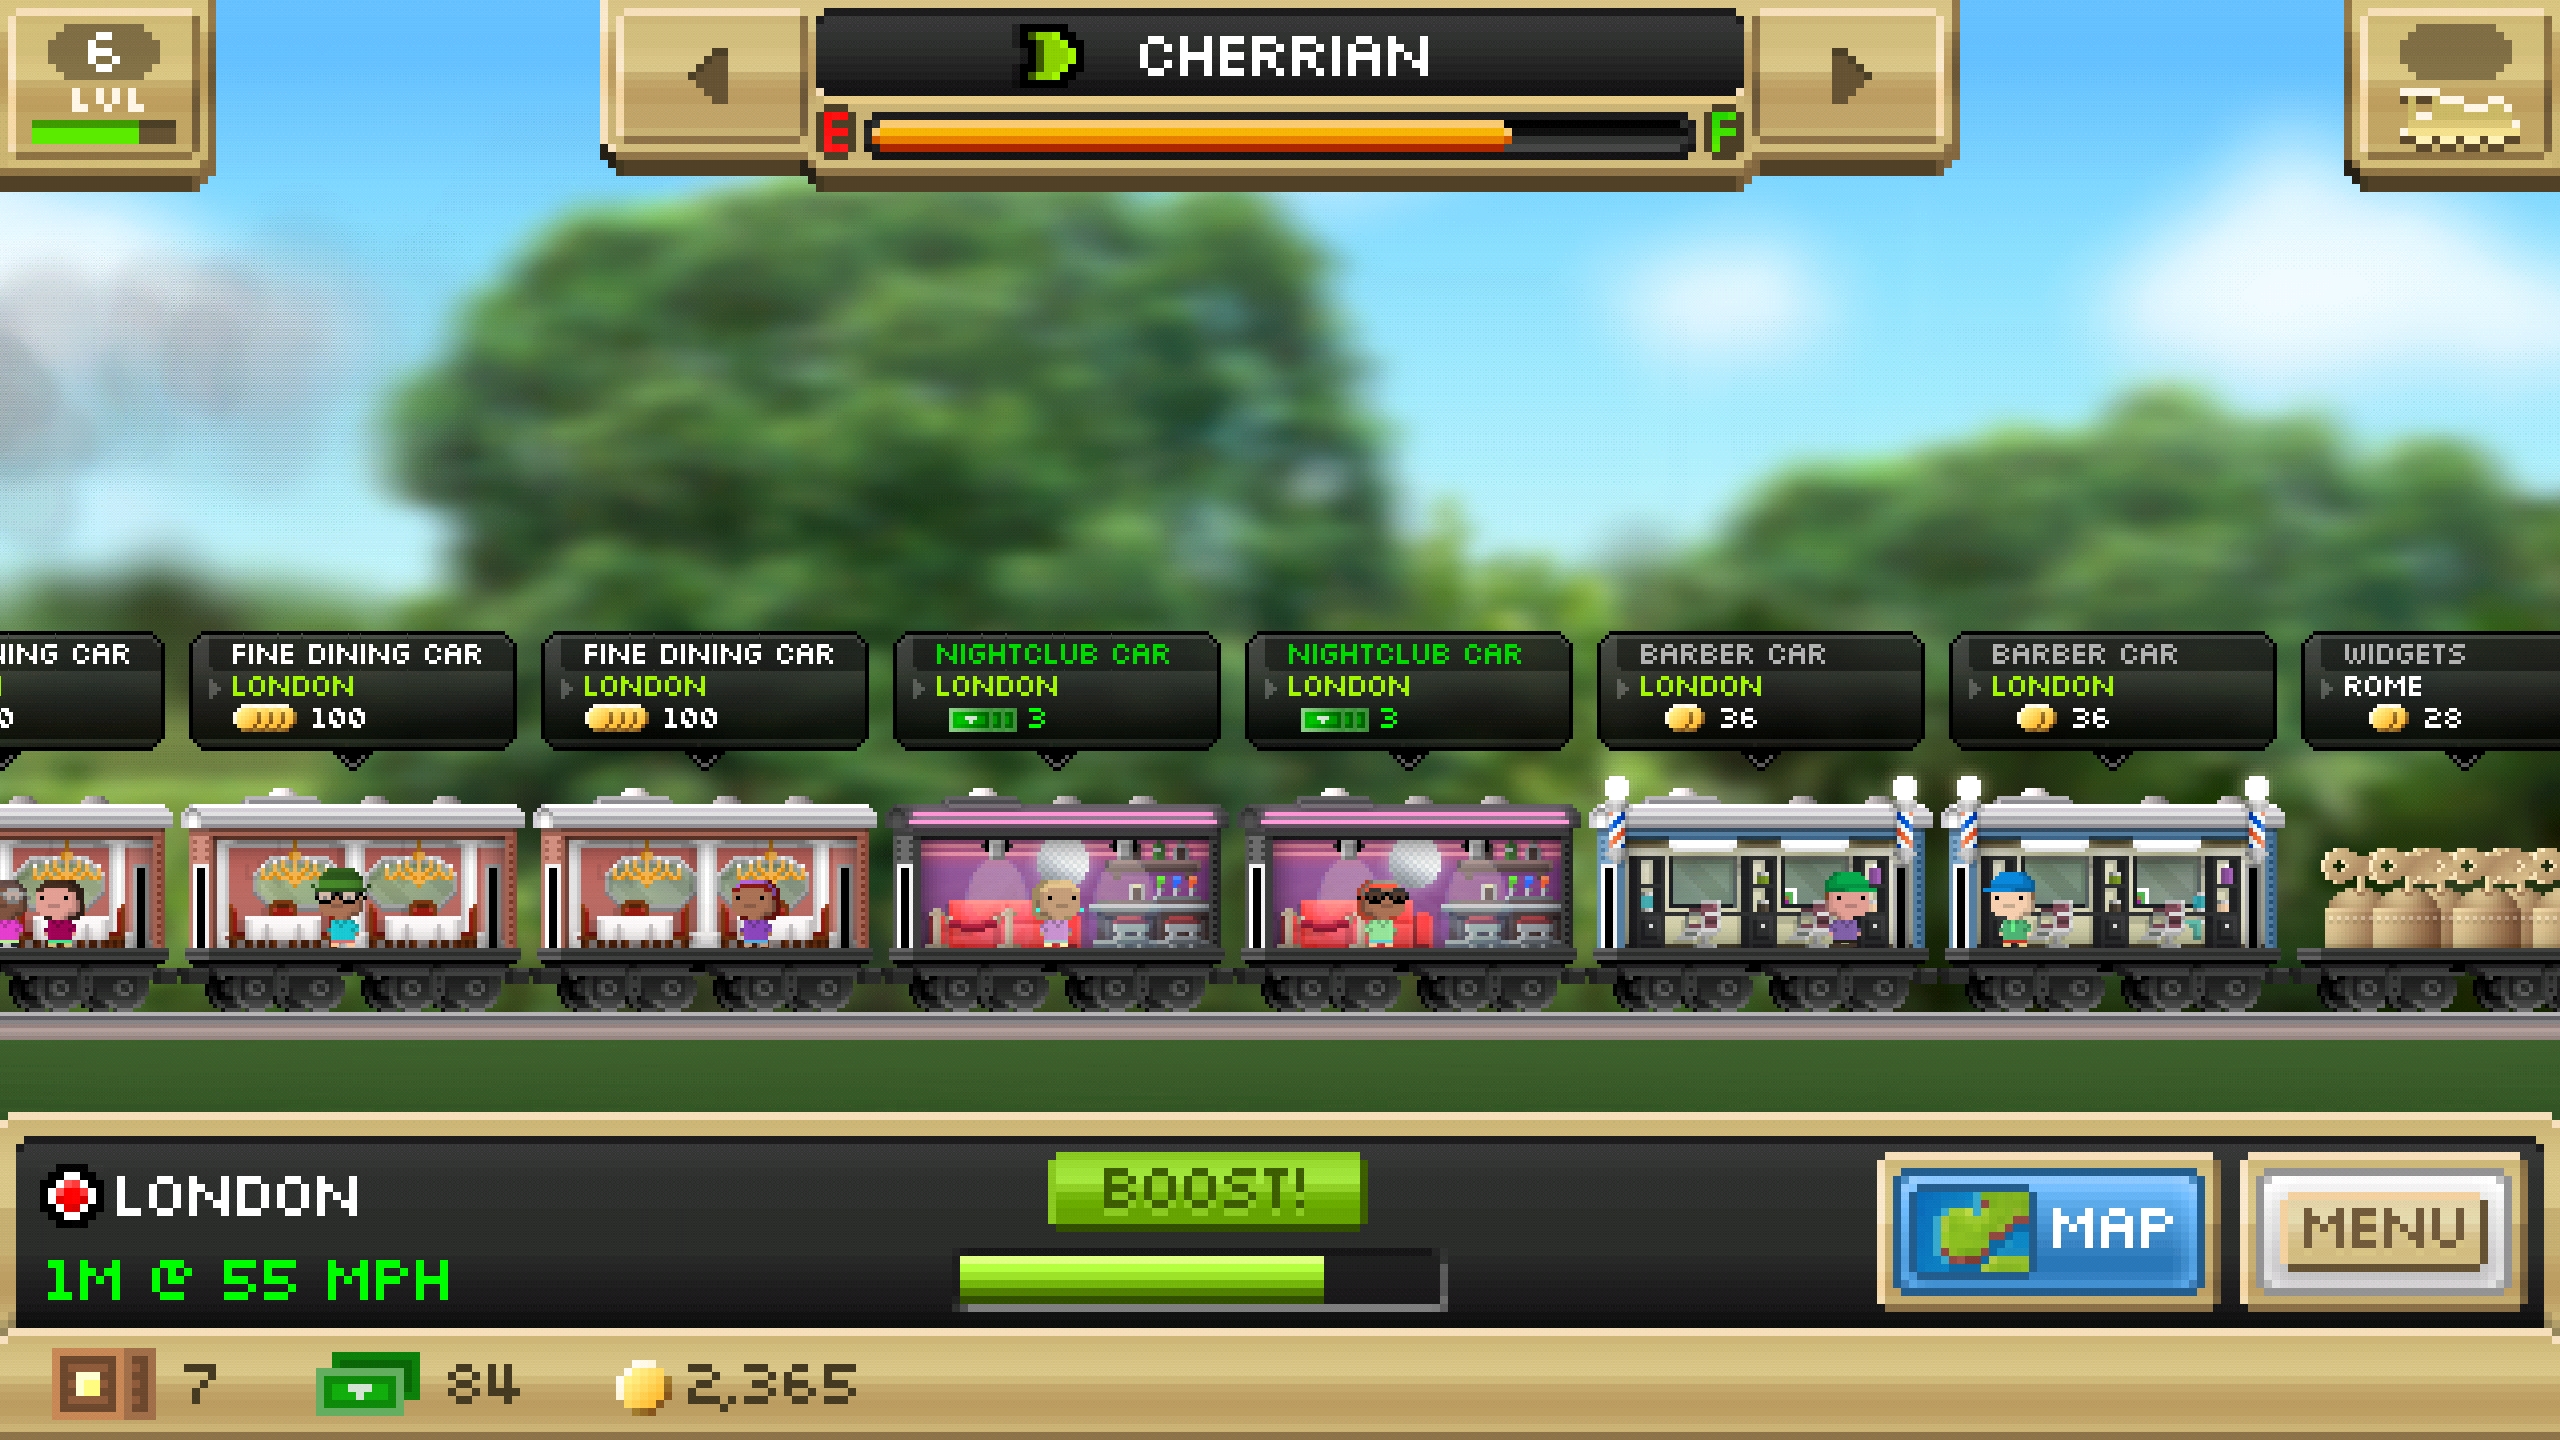 6
LVL
CHERRIAN
E F
NING CAR
0
FINE DINING CAR
LONDON
100
FINE DINING CAR
LONDON
100
NIGHTCLUB CAR
LONDON
3
NIGHTCLUB CAR
LONDON
3
BARBER CAR
LONDON
36
BARBER CAR
LONDON
36
WIDGETS
ROME
28
LONDON
1M @ 55 MPH
BOOST!
MAP
MENU
7
84
2,365